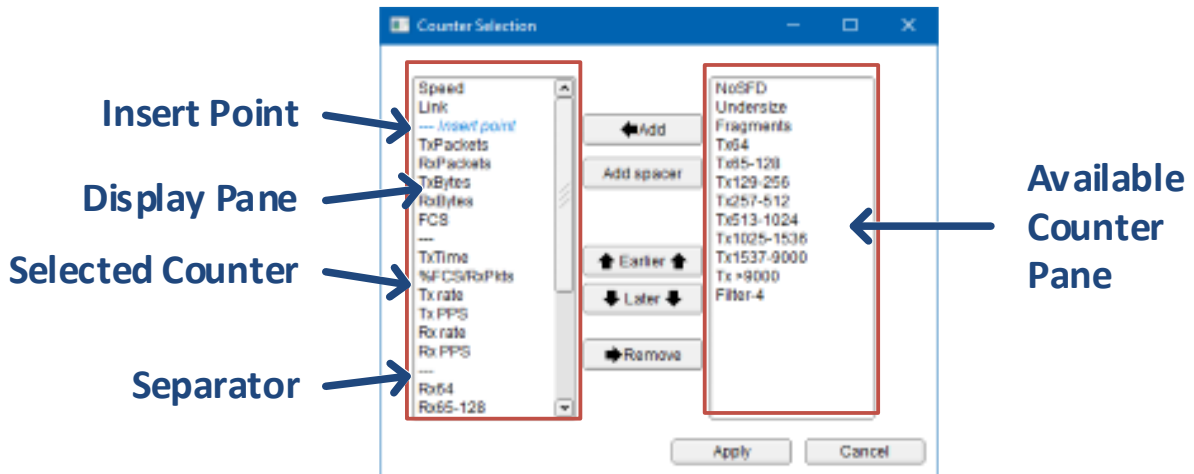 Counter Selection
Insert Point
Display Pane
Selected Counter
Separator
Speed
Link
--- Insert point
TxPackets
RxPackets
TxBytes
RxBytes
FCS
---
TxTime
%FCS/RxPkts
Tx rate
Tx PPS
Rx rate
Rx PPS
---
Rx64
Rx65-128
Add
Add spacer
Earlier
Later
Remove
NoSFD
Undersize
Fragments
Tx64
Tx65-128
Tx129-256
Tx257-512
Tx513-1024
Tx1025-1536
Tx1537-9000
Tx >9000
Filter-4
Available
Counter
Pane
Apply
Cancel